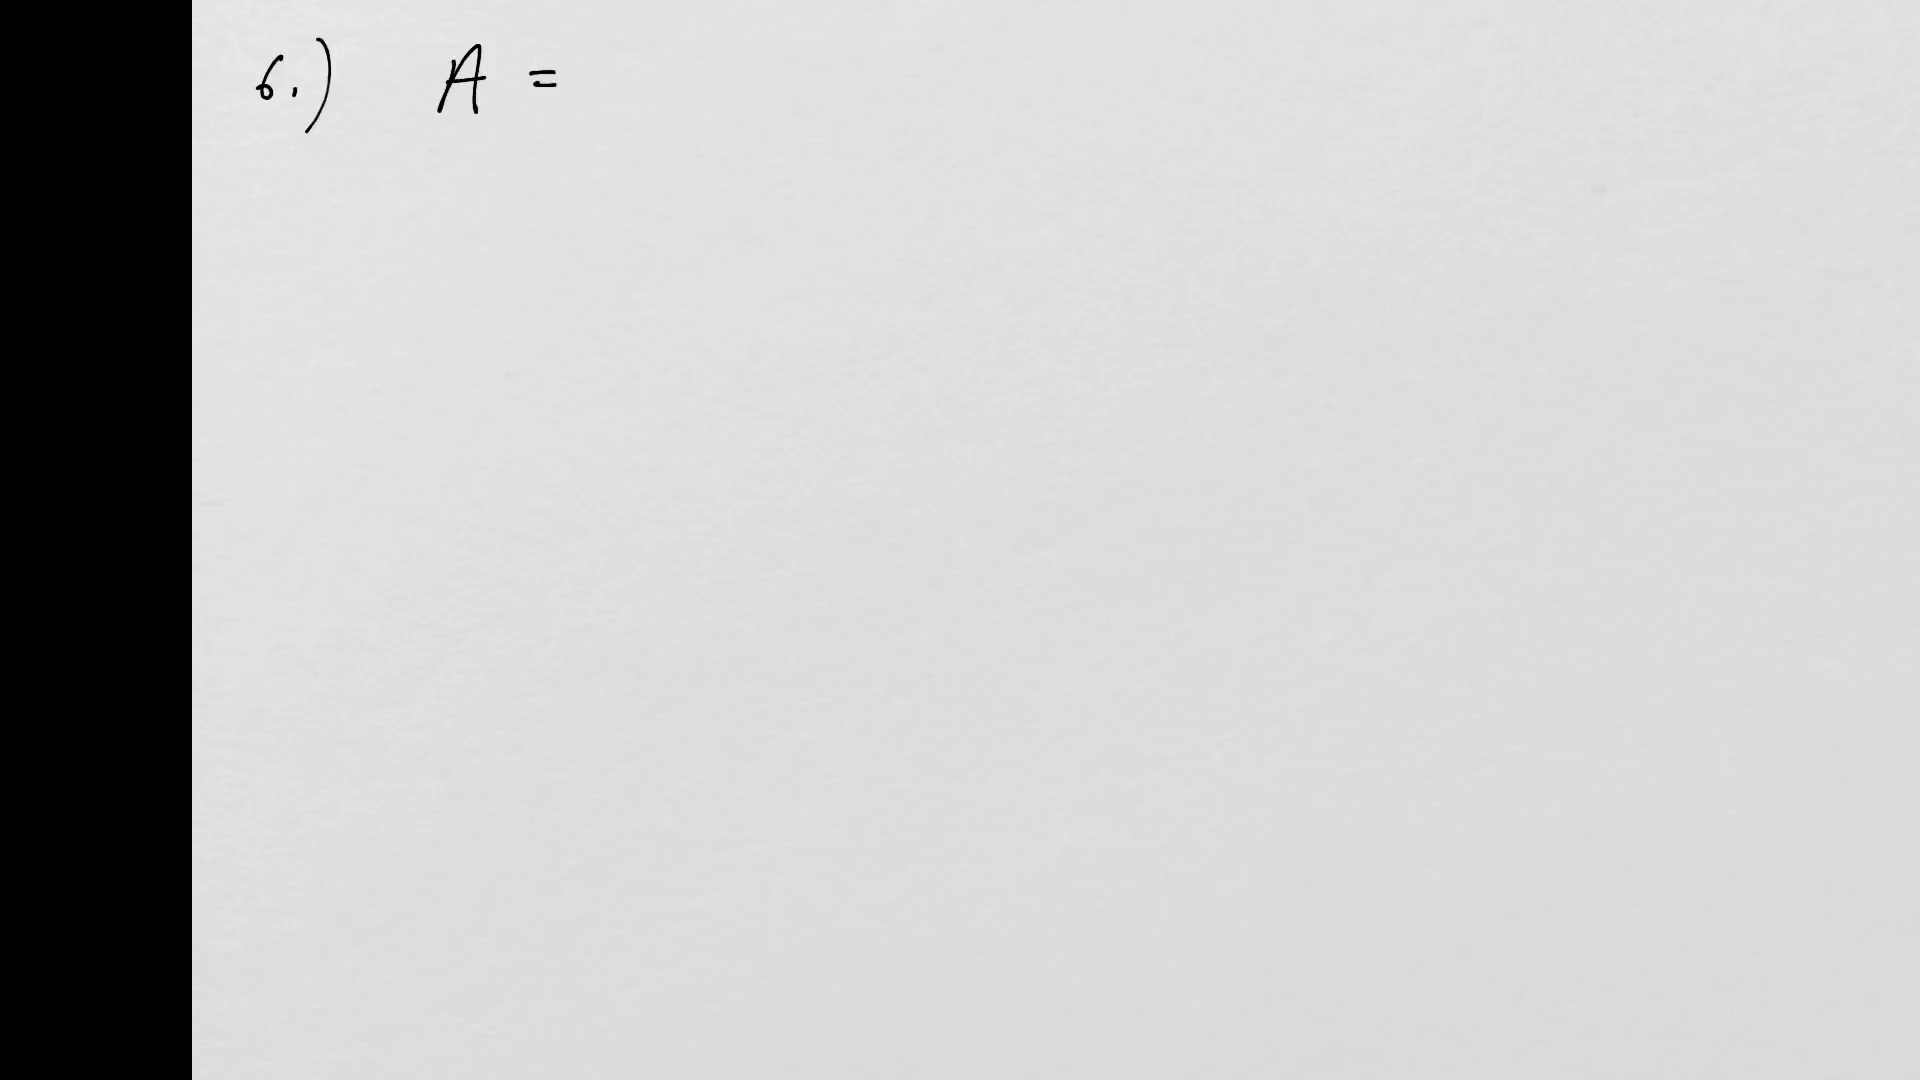 6.) A =